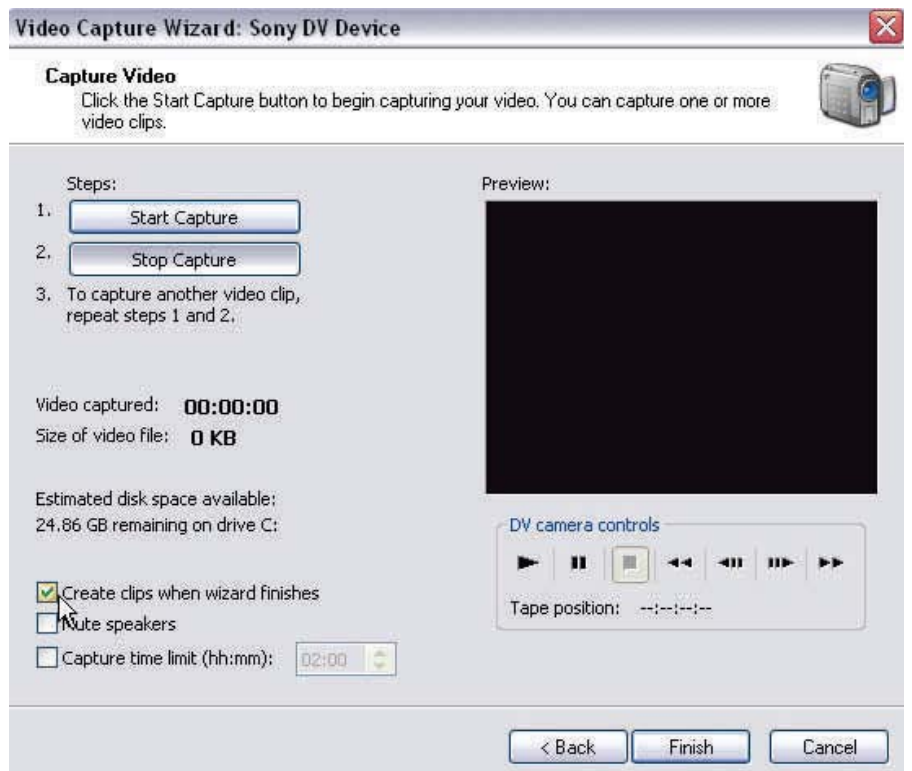 Video Capture Wizard: Sony DV Device
Capture Video
Click the Start Capture button to begin capturing your video. You can capture one or more
video clips.
Steps:
1. Start Capture
2. Stop Capture
3. To capture another video clip,
repeat steps 1 and 2.
Video captured: 00:00:00
Size of video file: 0 KB
Estimated disk space available:
24.86 GB remaining on drive C:
Create clips when wizard finishes
Mute speakers
Capture time limit (hh:mm): 02:00
Preview:
DV camera controls
Tape position: --:--:--:--
< Back Finish Cancel